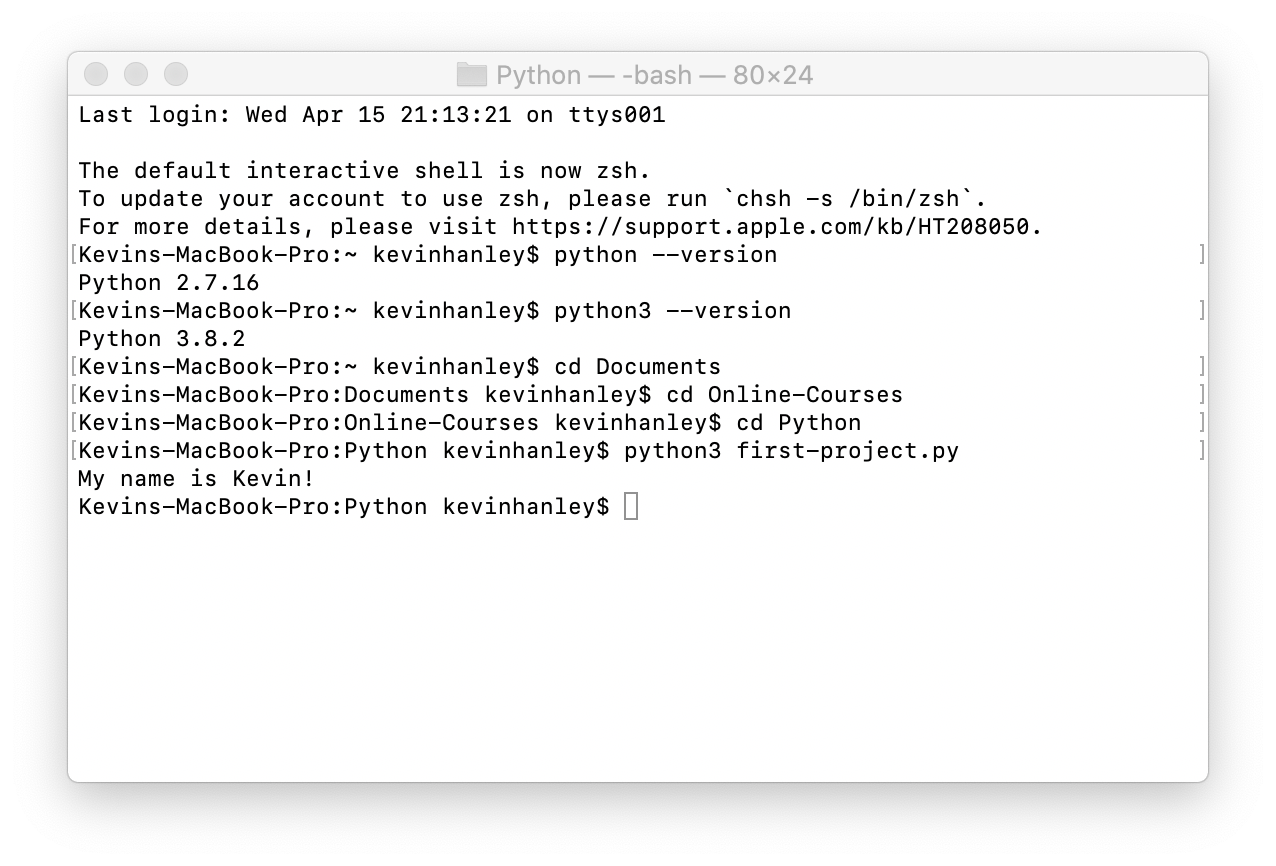 Python — -bash — 80×24
Last login: Wed Apr 15 21:13:21 on ttys001
The default interactive shell is now zsh.
To update your account to use zsh, please run `chsh -s /bin/zsh`.
For more details, please visit https://support.apple.com/kb/HT208050.
[Kevins-MacBook-Pro:~ kevinhanley$ python --version ]
Python 2.7.16
[Kevins-MacBook-Pro:~ kevinhanley$ python3 --version ]
Python 3.8.2
[Kevins-MacBook-Pro:~ kevinhanley$ cd Documents ]
[Kevins-MacBook-Pro:Documents kevinhanley$ cd Online-Courses ]
[Kevins-MacBook-Pro:Online-Courses kevinhanley$ cd Python ]
[Kevins-MacBook-Pro:Python kevinhanley$ python3 first-project.py ]
My name is Kevin!
Kevins-MacBook-Pro:Python kevinhanley$